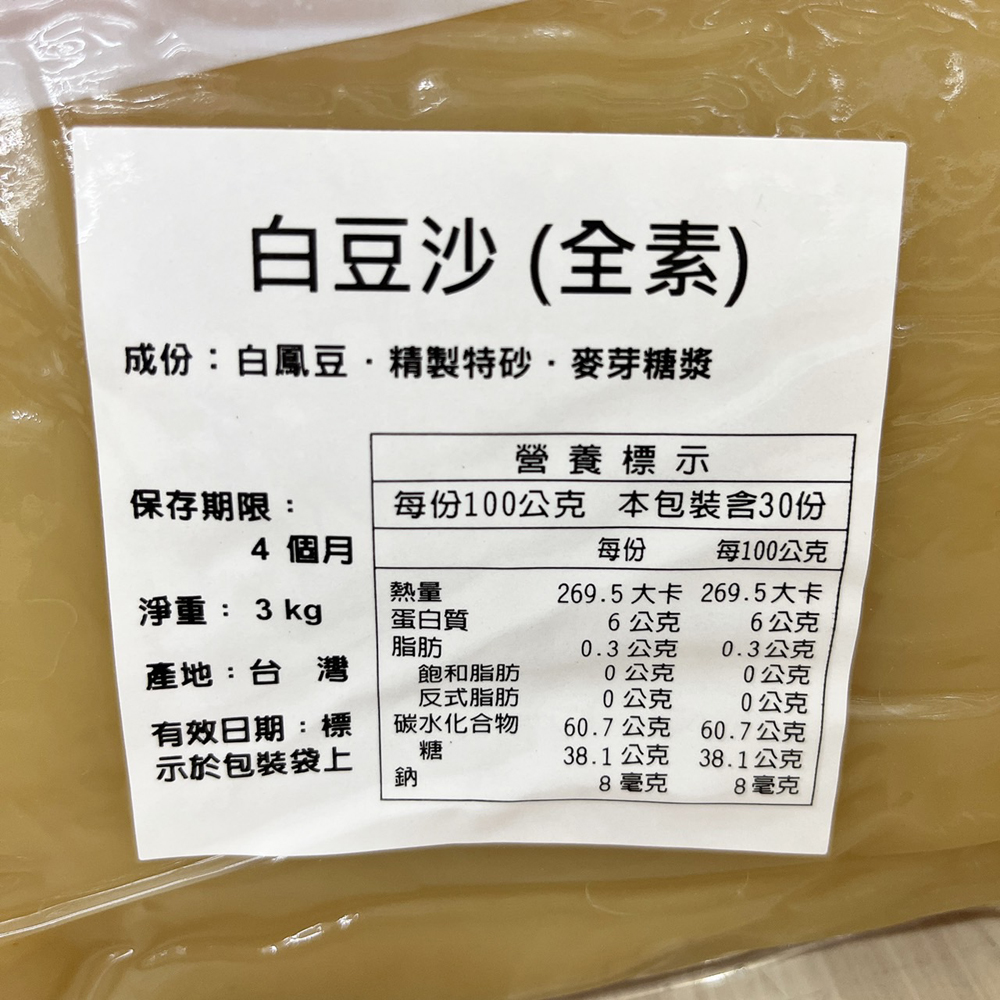 白豆沙 (全素)
成份：白鳳豆．精製特砂．麥芽糖漿
保存期限：
4 個月
淨重： 3 kg
產地：台 灣
有效日期：標
示於包裝袋上
營 養 標 示
每份100公克 本包裝含30份
每份 每100公克
熱量 269.5 大卡 269.5大卡
蛋白質 6 公克 6公克
脂肪 0.3 公克 0.3公克
飽和脂肪 0 公克 0公克
反式脂肪 0 公克 0公克
碳水化合物 60.7 公克 60.7公克
糖 38.1 公克 38.1公克
鈉 8 毫克 8毫克